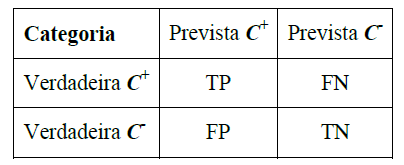 Categoria Prevista C+ Prevista C-
Verdadeira C+ TP FN
Verdadeira C- FP TN